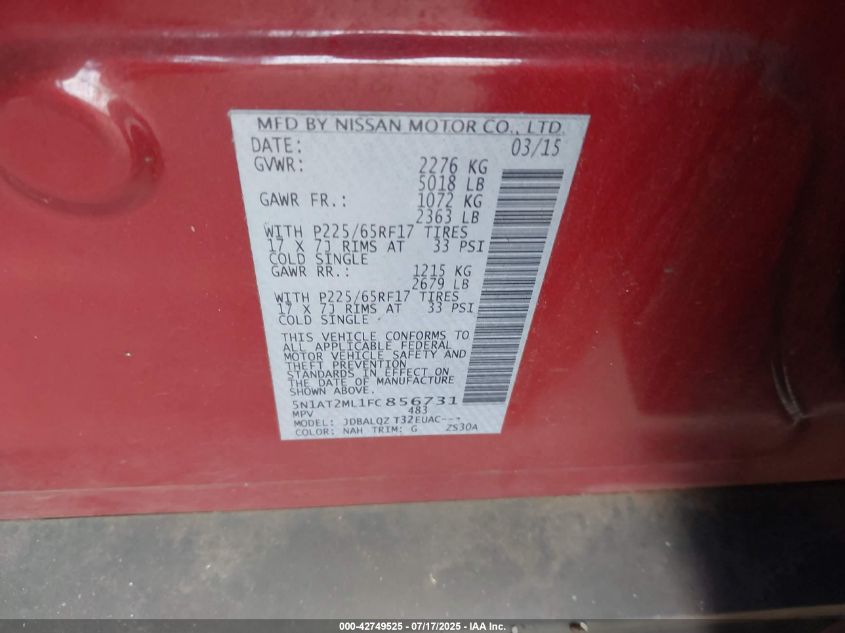 MFD BY NISSAN MOTOR CO., LTD.
DATE: 03/15
GVWR: 2276 KG
5018 LB
GAWR FR.: 1072 KG
2363 LB
WITH P225/65RF17 TIRES
17 X 7J RIMS AT 33 PSI
COLD SINGLE
GAWR RR.: 1215 KG
2679 LB
WITH P225/65RF17 TIRES
17 X 7J RIMS AT 33 PSI
COLD SINGLE
THIS VEHICLE CONFORMS TO
ALL APPLICABLE FEDERAL
MOTOR VEHICLE SAFETY AND
THEFT PREVENTION
STANDARDS IN EFFECT ON
THE DATE OF MANUFACTURE
5N1AT2ML1FC856731
MPV 483
MODEL: JDBALQZ T32EUAC---
COLOR: NAH TRIM: G ZS30A
000-42749525 - 07/17/2025 - IAA Inc.